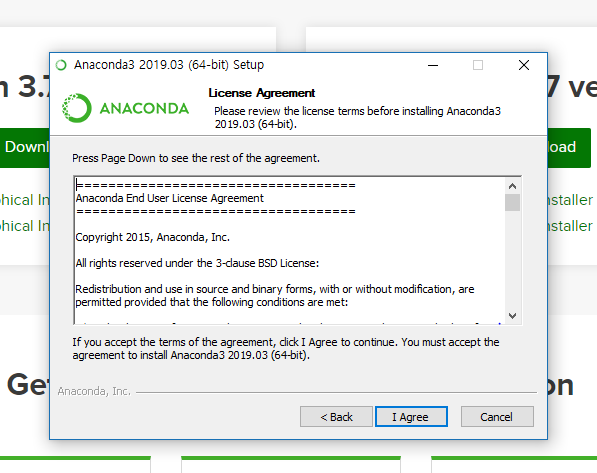 Anaconda3 2019.03 (64-bit) Setup
ANACONDA
License Agreement
Please review the license terms before installing Anaconda3
2019.03 (64-bit).
Press Page Down to see the rest of the agreement.
===================================
Anaconda End User License Agreement
===================================
Copyright 2015, Anaconda, Inc.
All rights reserved under the 3-clause BSD License:
Redistribution and use in source and binary forms, with or without modification, are
permitted provided that the following conditions are met:
If you accept the terms of the agreement, click I Agree to continue. You must accept the
agreement to install Anaconda3 2019.03 (64-bit).
Anaconda, Inc.
< Back
I Agree
Cancel
3.7
7 ve
Downl
load
hical In
nstaller
hical In
nstaller
Get
on